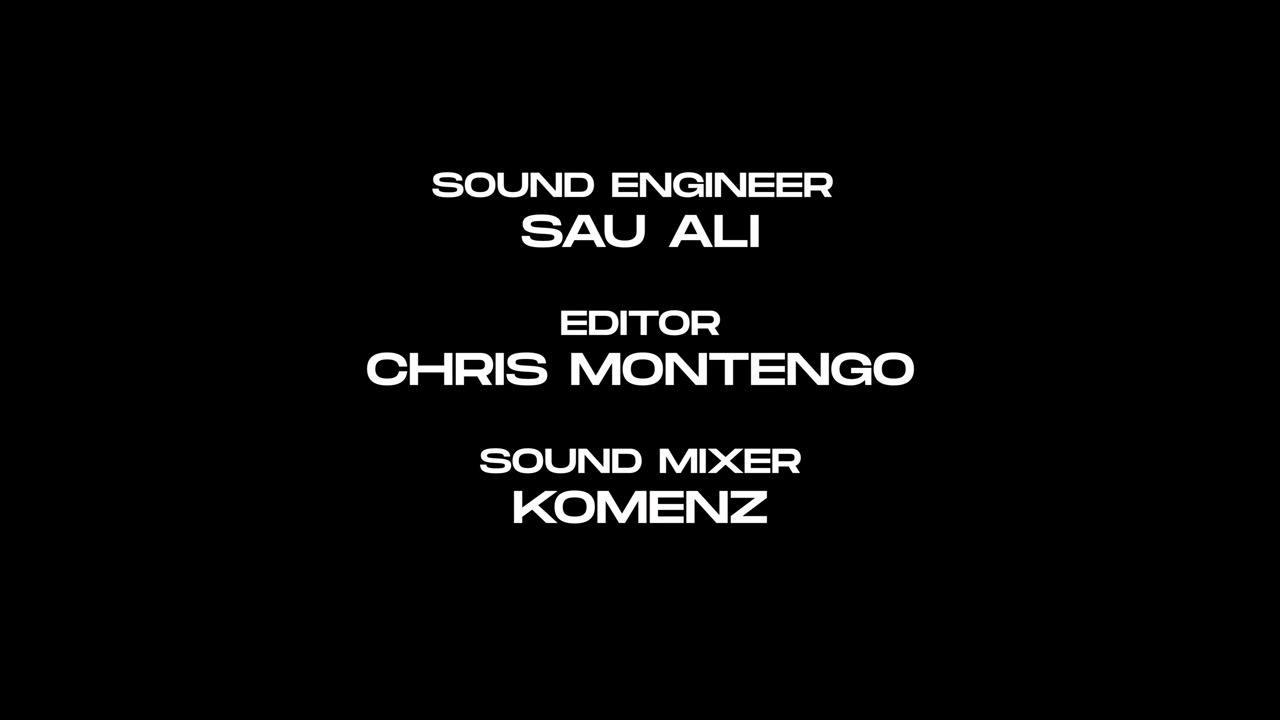 SOUND ENGINEER
SAU ALI
EDITOR
CHRIS MONTENGO
SOUND MIXER
KOMENZ